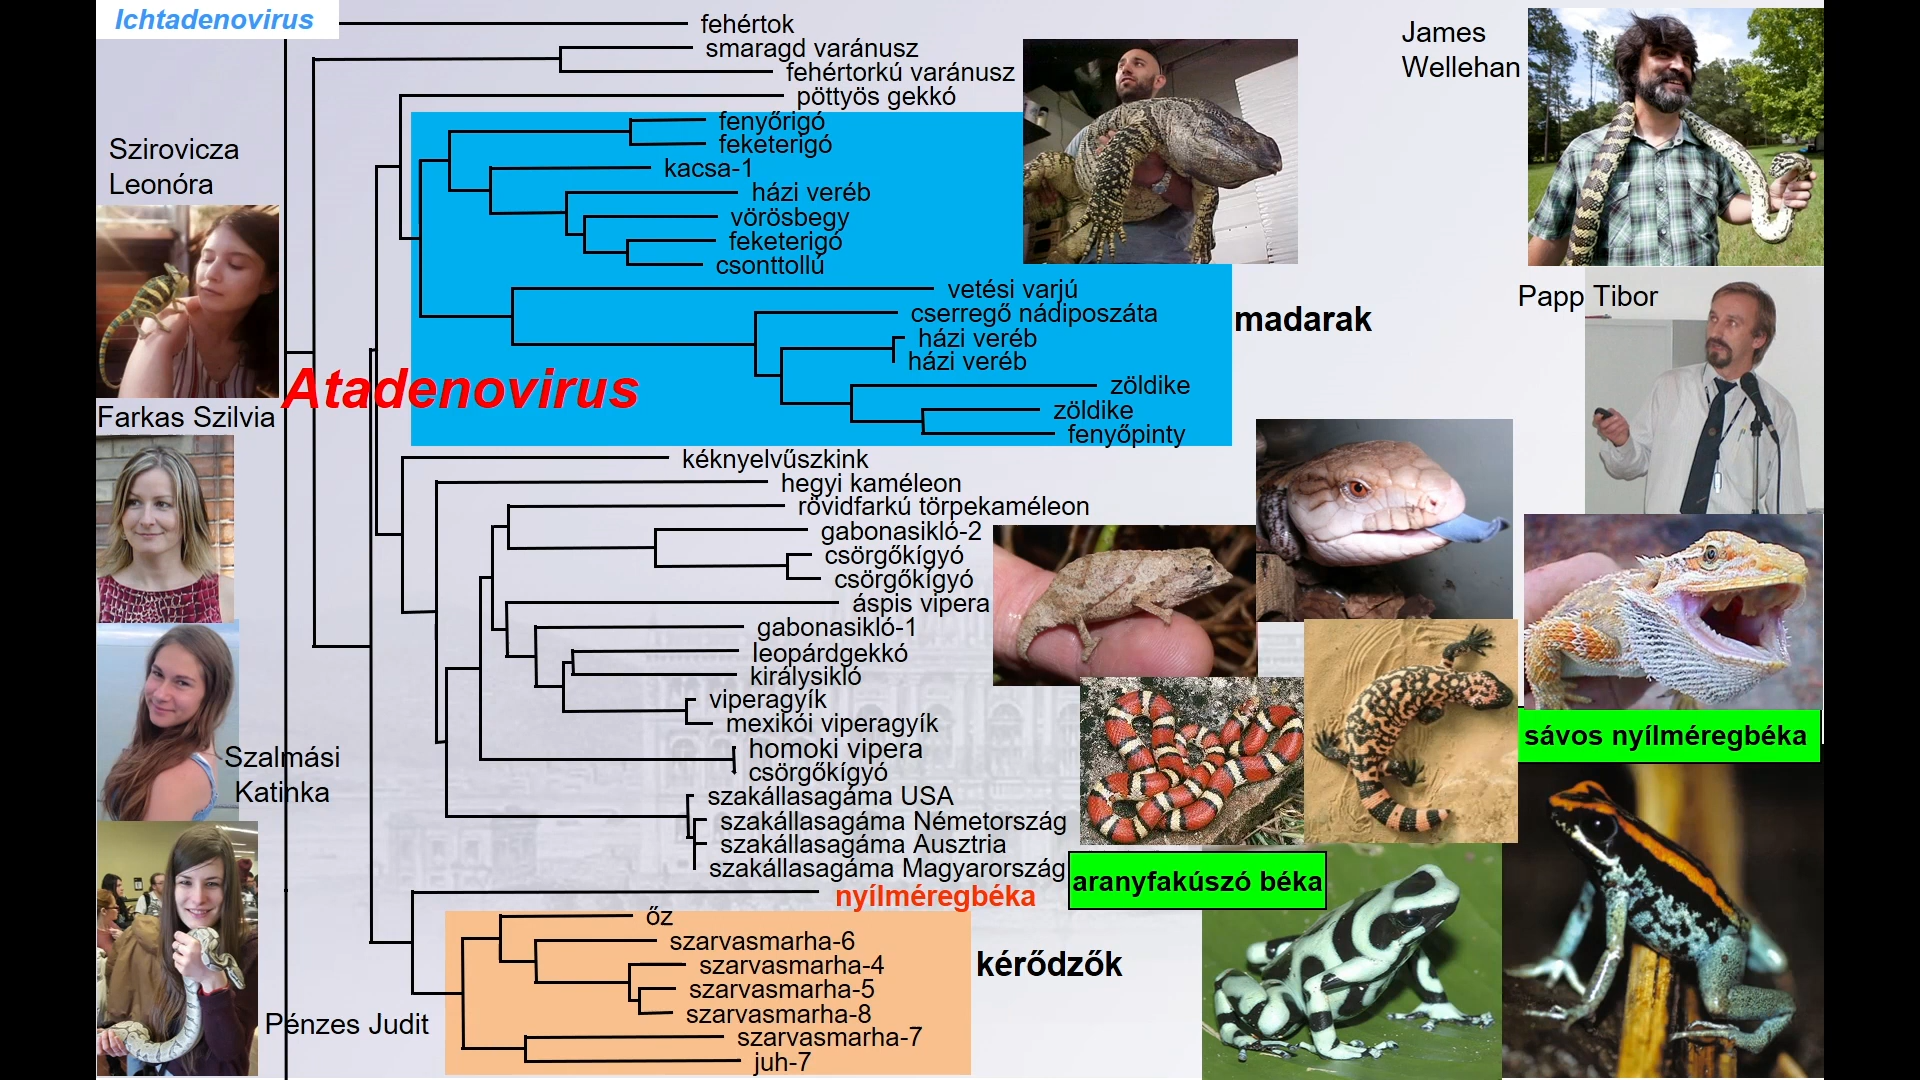 Ichtadenovirus
fehértok
smaragd varánusz
fehértorkú varánusz
pöttyös gekkó
fenyőrigó
feketerigó
kacsa-1
házi veréb
vörösbegy
feketerigó
csonttollú
vetési varjú
cserregő nádiposzáta
házi veréb
házi veréb
zöldike
zöldike
fenyőpinty
madarak
Atadenovirus
kéknyelvűszkink
hegyi kaméleon
rövidfarkú törpekaméleon
gabonasikló-2
csörgőkígyó
csörgőkígyó
áspis vipera
gabonasikló-1
leopárdgekkó
királysikló
viperagyík
mexikói viperagyík
homoki vipera
csörgőkígyó
szakállasagáma USA
szakállasagáma Németország
szakállasagáma Ausztria
szakállasagáma Magyarország
nyílméregbéka
őz
szarvasmarha-6
szarvasmarha-4
szarvasmarha-5
szarvasmarha-8
szarvasmarha-7
juh-7
kérődzők
Szirovicza
Leonóra
Farkas Szilvia
Szalmási
Katinka
Pénzes Judit
James
Wellehan
Papp Tibor
sávos nyílméregbéka
aranyfakúszó béka